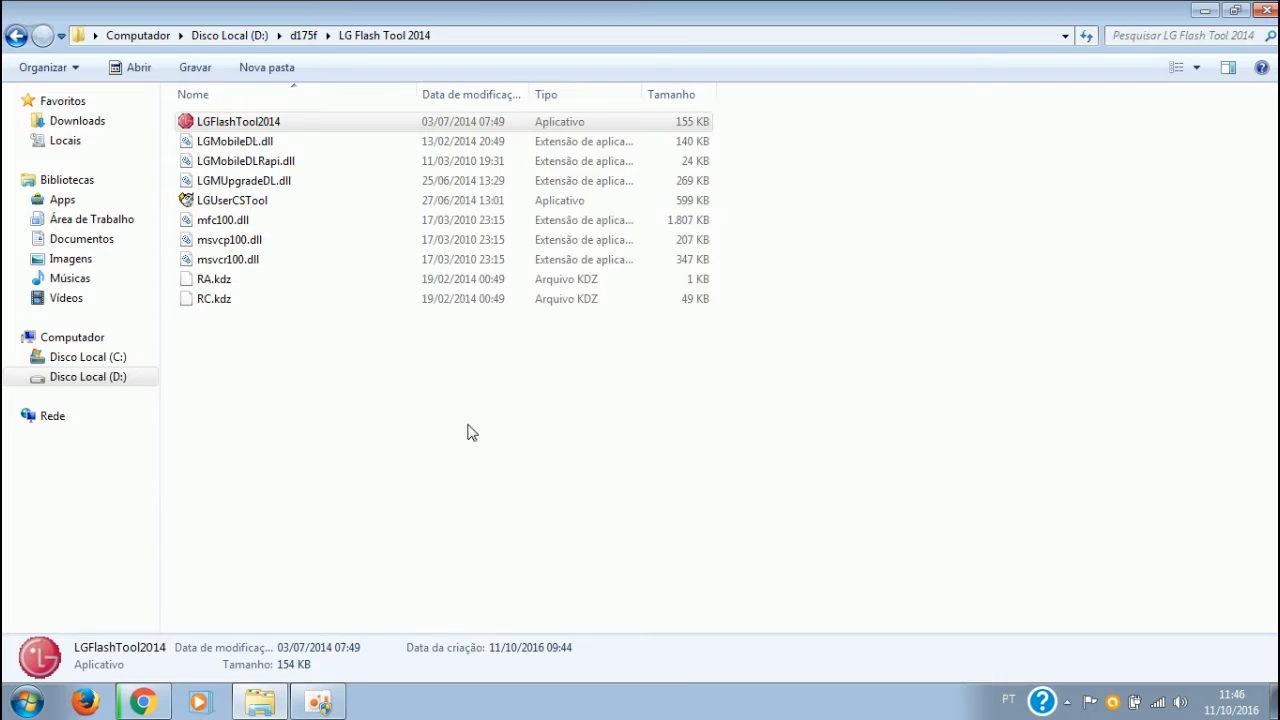 Computador Disco Local (D:) d175f LG Flash Tool 2014 Pesquisar LG Flash Tool 2014
Organizar Abrir Gravar Nova pasta
Nome Data de modificaç... Tipo Tamanho
Favoritos
Downloads
Locais
Bibliotecas
Apps
Área de Trabalho
Documentos
Imagens
Músicas
Vídeos
Computador
Disco Local (C:)
Disco Local (D:)
Rede
LGFlashTool2014 03/07/2014 07:49 Aplicativo 155 KB
LGMobileDL.dll 13/02/2014 20:49 Extensão de aplica... 140 KB
LGMobileDLRapi.dll 11/03/2010 19:31 Extensão de aplica... 24 KB
LGMUpgradeDL.dll 25/06/2014 13:29 Extensão de aplica... 269 KB
LGUserCSTool 27/06/2014 13:01 Aplicativo 599 KB
mfc100.dll 17/03/2010 23:15 Extensão de aplica... 1.807 KB
msvcp100.dll 17/03/2010 23:15 Extensão de aplica... 207 KB
msvcr100.dll 17/03/2010 23:15 Extensão de aplica... 347 KB
RA.kdz 19/02/2014 00:49 Arquivo KDZ 1 KB
RC.kdz 19/02/2014 00:49 Arquivo KDZ 49 KB
LGFlashTool2014 Data de modificaç... 03/07/2014 07:49 Data da criação: 11/10/2016 09:44
Aplicativo Tamanho: 154 KB
PT 11:46
11/10/2016